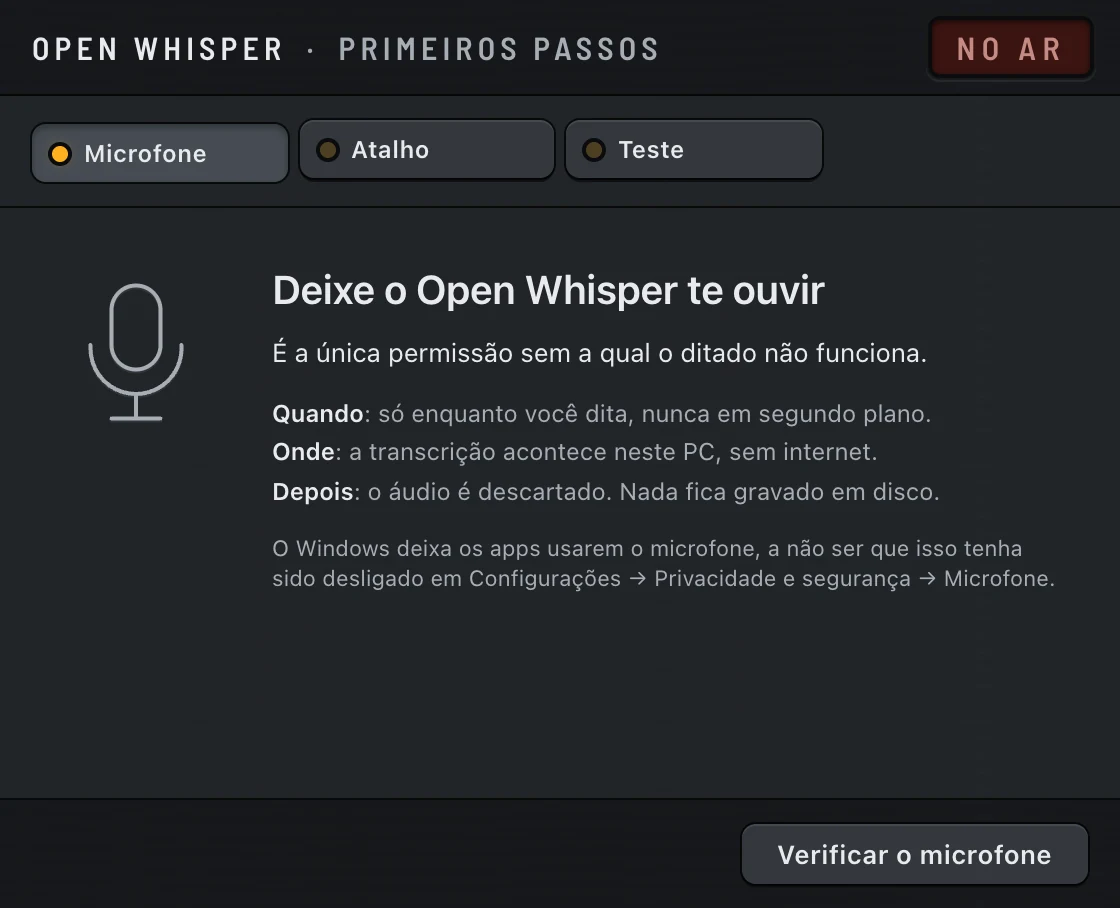 OPEN WHISPER · PRIMEIROS PASSOS
NO AR
Microfone
Atalho
Teste
Deixe o Open Whisper te ouvir
É a única permissão sem a qual o ditado não funciona.
Quando: só enquanto você dita, nunca em segundo plano.
Onde: a transcrição acontece neste PC, sem internet.
Depois: o áudio é descartado. Nada fica gravado em disco.
O Windows deixa os apps usarem o microfone, a não ser que isso tenha
sido desligado em Configurações → Privacidade e segurança → Microfone.
Verificar o microfone